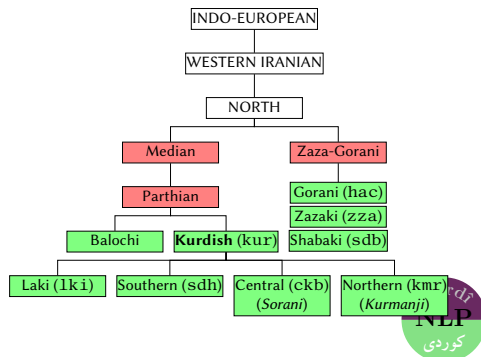 INDO-EUROPEAN
WESTERN IRANIAN
NORTH
Median
Zaza-Gorani
Parthian
Gorani (hac)
Zazaki (zza)
Balochi
Kurdish (kur)
Shabaki (sdb)
Laki (lki)
Southern (sdh)
Central (ckb)
(Sorani)
Northern (kmr)
(Kurmanji)
NLP
کوردی